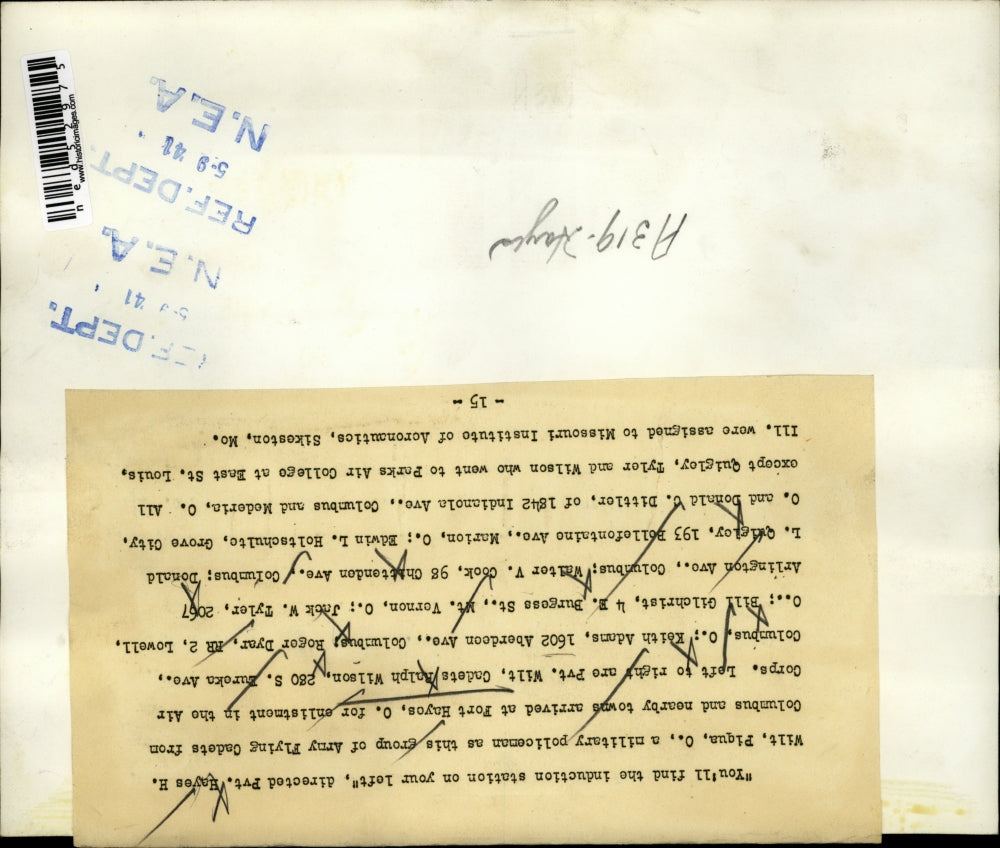 "You'll find the induction station on your left", directed Pvt. Hayes H
Wilt, Piqua, O., a military policeman as this group of Army Flying Cadets from
Columbus and nearby towns arrived at Fort Hayes, O. for enlistment in the Air
Corps. Left to right are Pvt. Wilt, Cadets Ralph Wilson, 280 S. Eureka Ave.,
Columbus, O.; Keith Adams, 1602 Aberdeen Ave., Columbus; Roger Dyar, RR 2, Lowell,
O..; Bill Gilchrist, 4 E. Burgess St., Mt. Vernon, O.; Jack W. Tyler, 2067
Arlington Ave., Columbus; Walter V. Cook, 98 Chittenden Ave., Columbus; Donald
L. Quigley, 193 Bellefontaine Ave., Marion, O.; Edwin L. Holtschulte, Grove City,
O. and Donald C. Dittler, of 1842 Indianola Ave., Columbus and Mederia, O. All
except Quigley, Tyler and Wilson who went to Parks Air College at East St. Louis,
Ill. were assigned to Missouri Institute of Aeronautics, Sikeston, Mo.
- 15 -
A319-Hayes
REF.DEPT.
5-9 '41
N.E.A.
REF.DEPT.
5-9 '41
N.E.A.
ned52975
www.historicimages.com